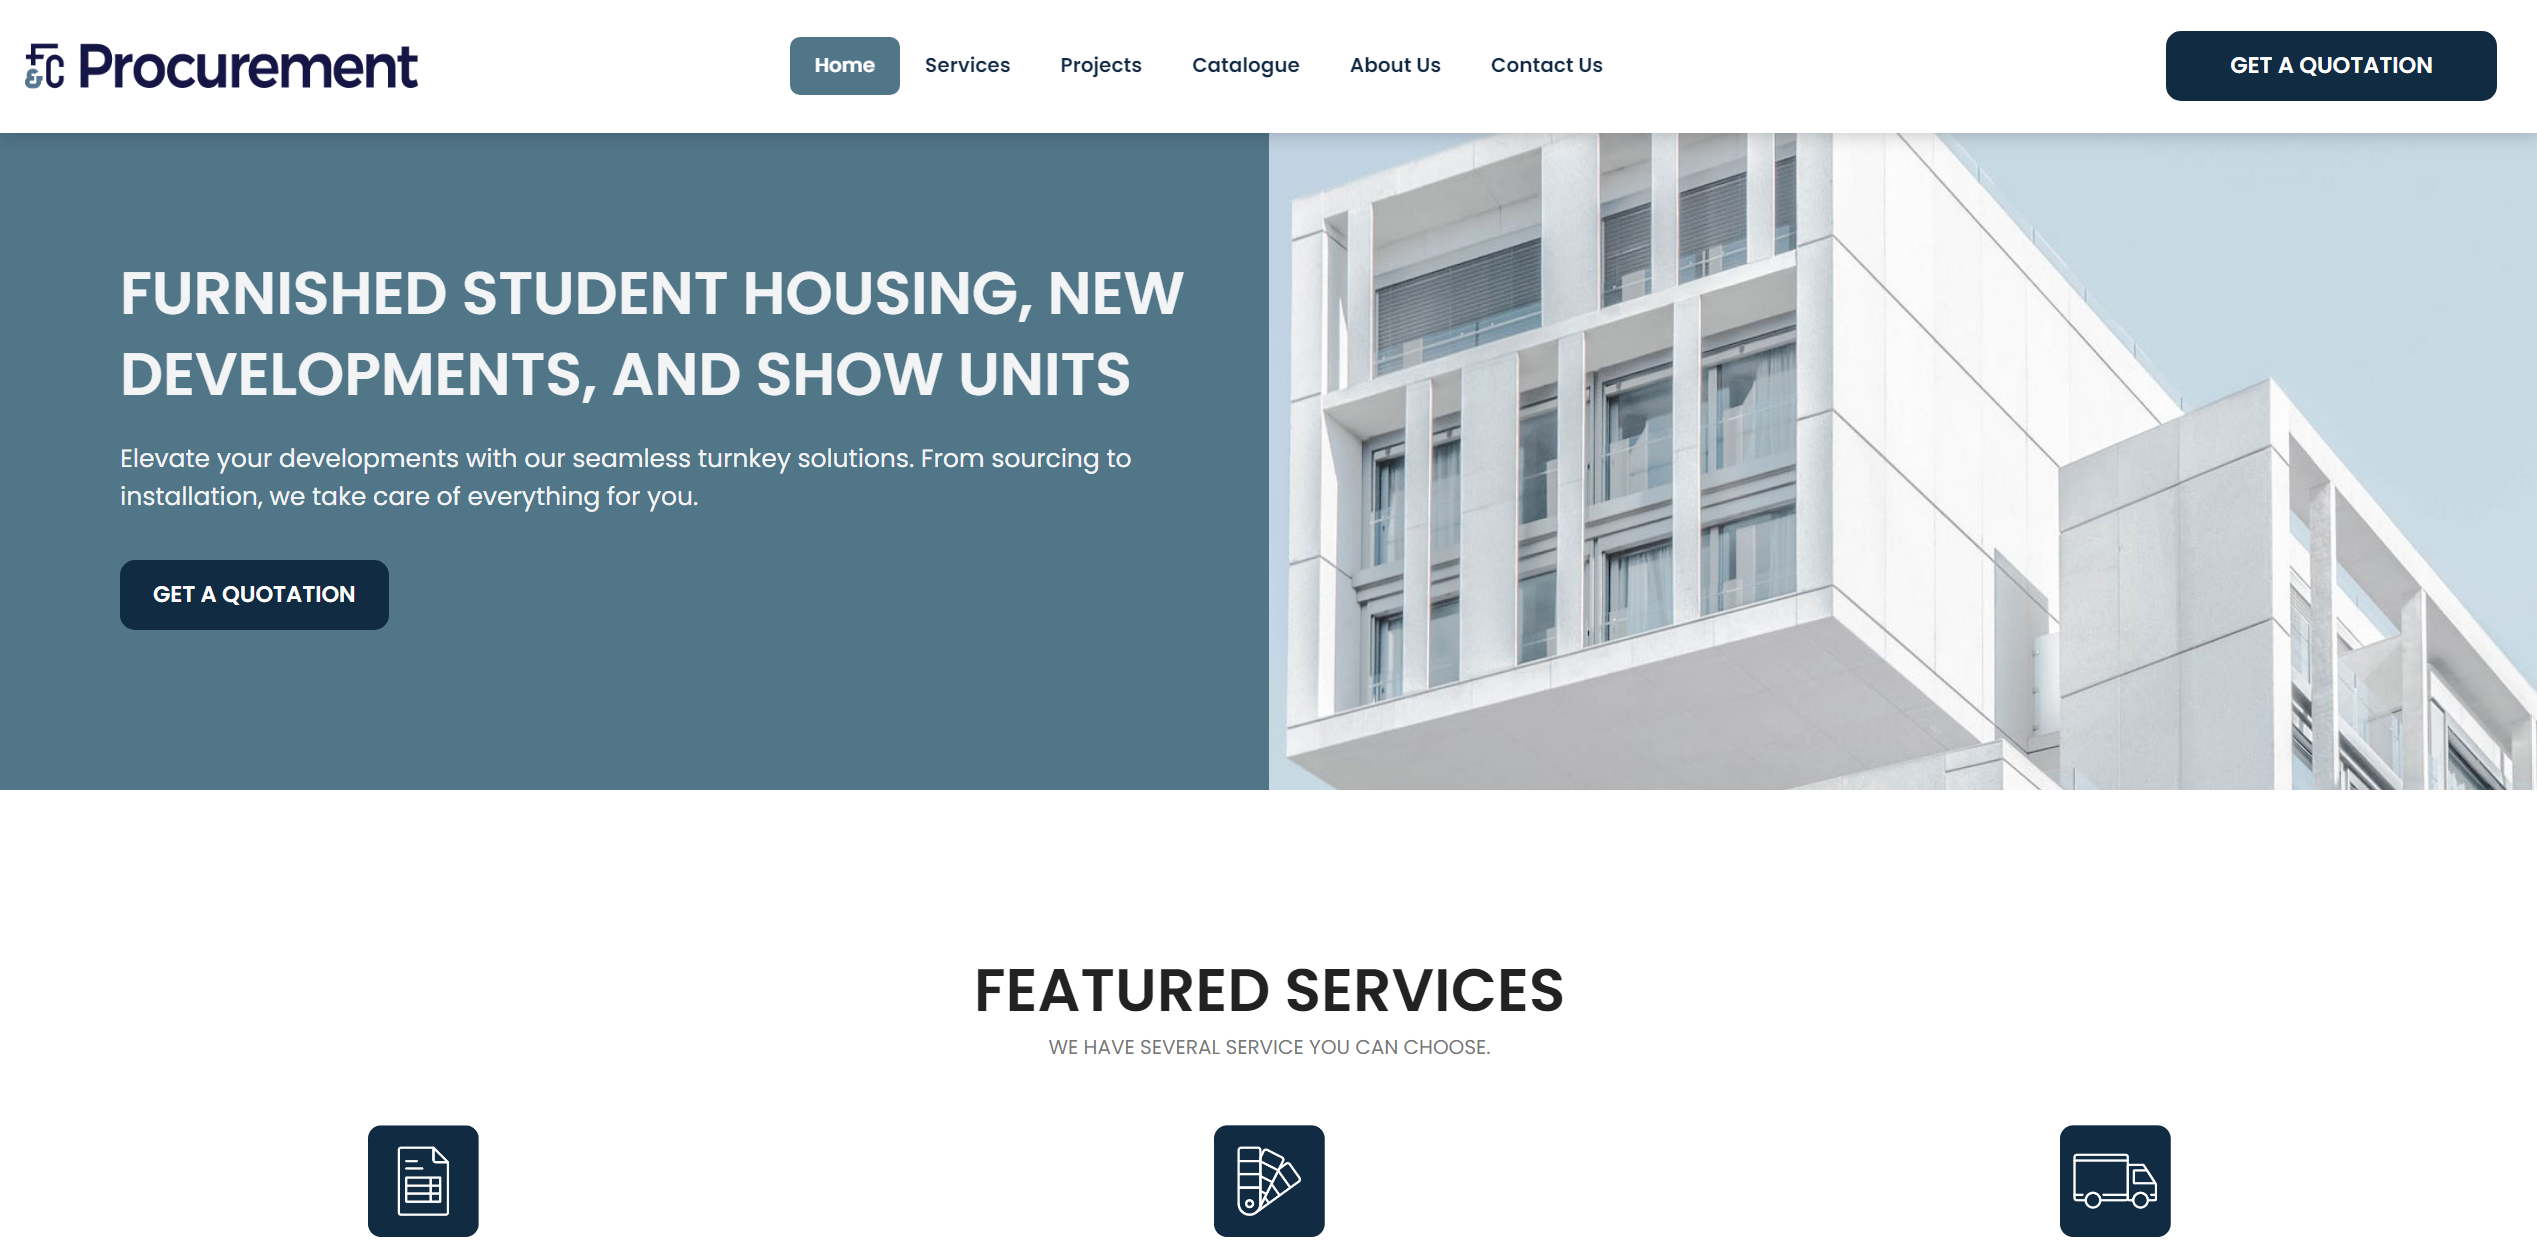 F&C Procurement
Home Services Projects Catalogue About Us Contact Us
GET A QUOTATION
FURNISHED STUDENT HOUSING, NEW
DEVELOPMENTS, AND SHOW UNITS
Elevate your developments with our seamless turnkey solutions. From sourcing to
installation, we take care of everything for you.
GET A QUOTATION
FEATURED SERVICES
WE HAVE SEVERAL SERVICE YOU CAN CHOOSE.